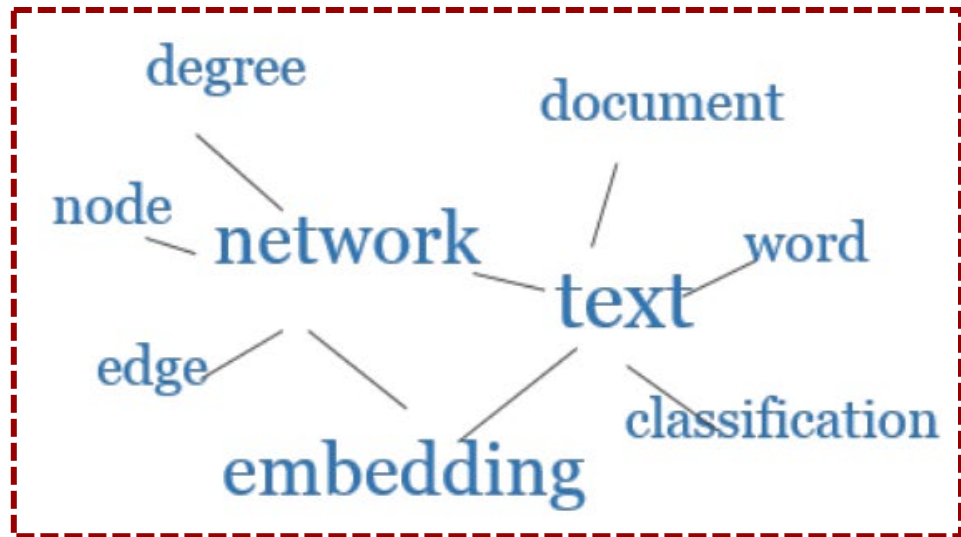 degree
document
node
network
word
text
edge
classification
embedding